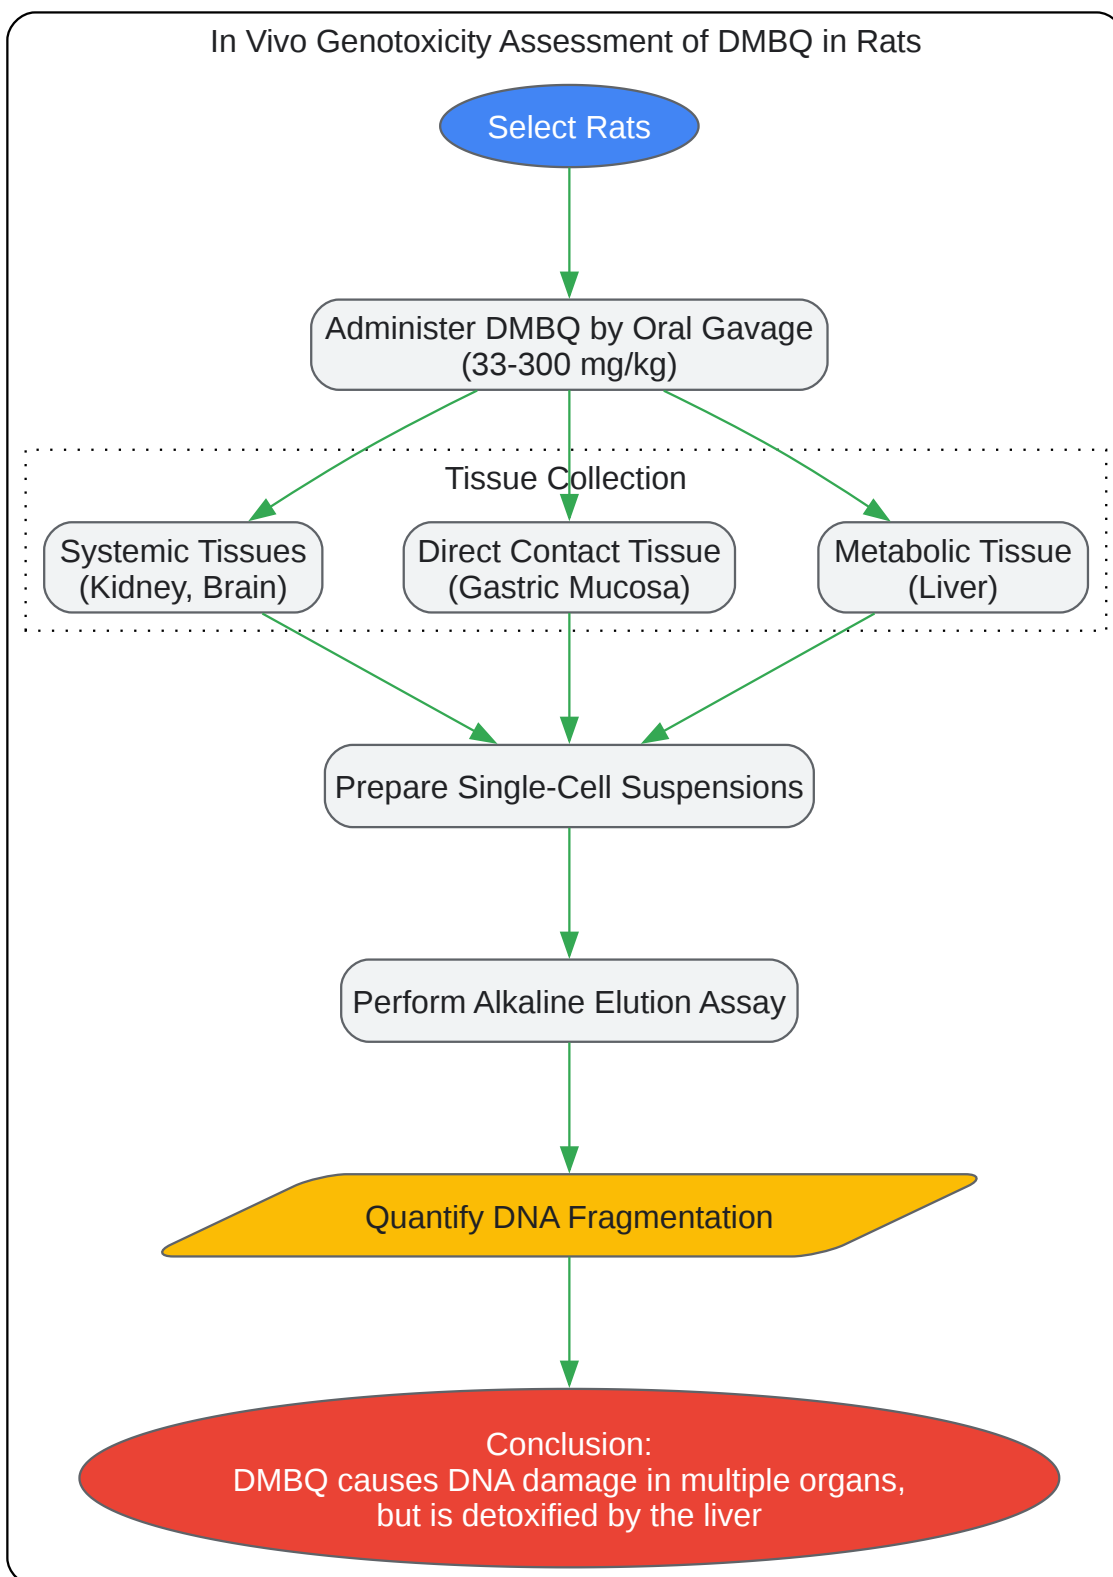 In Vivo Genotoxicity Assessment of DMBQ in Rats
Select Rats
Administer DMBQ by Oral Gavage
(33-300 mg/kg)
Tissue Collection
Systemic Tissues
(Kidney, Brain)
Direct Contact Tissue
(Gastric Mucosa)
Metabolic Tissue
(Liver)
Prepare Single-Cell Suspensions
Perform Alkaline Elution Assay
Quantify DNA Fragmentation
Conclusion:
DMBQ causes DNA damage in multiple organs,
but is detoxified by the liver